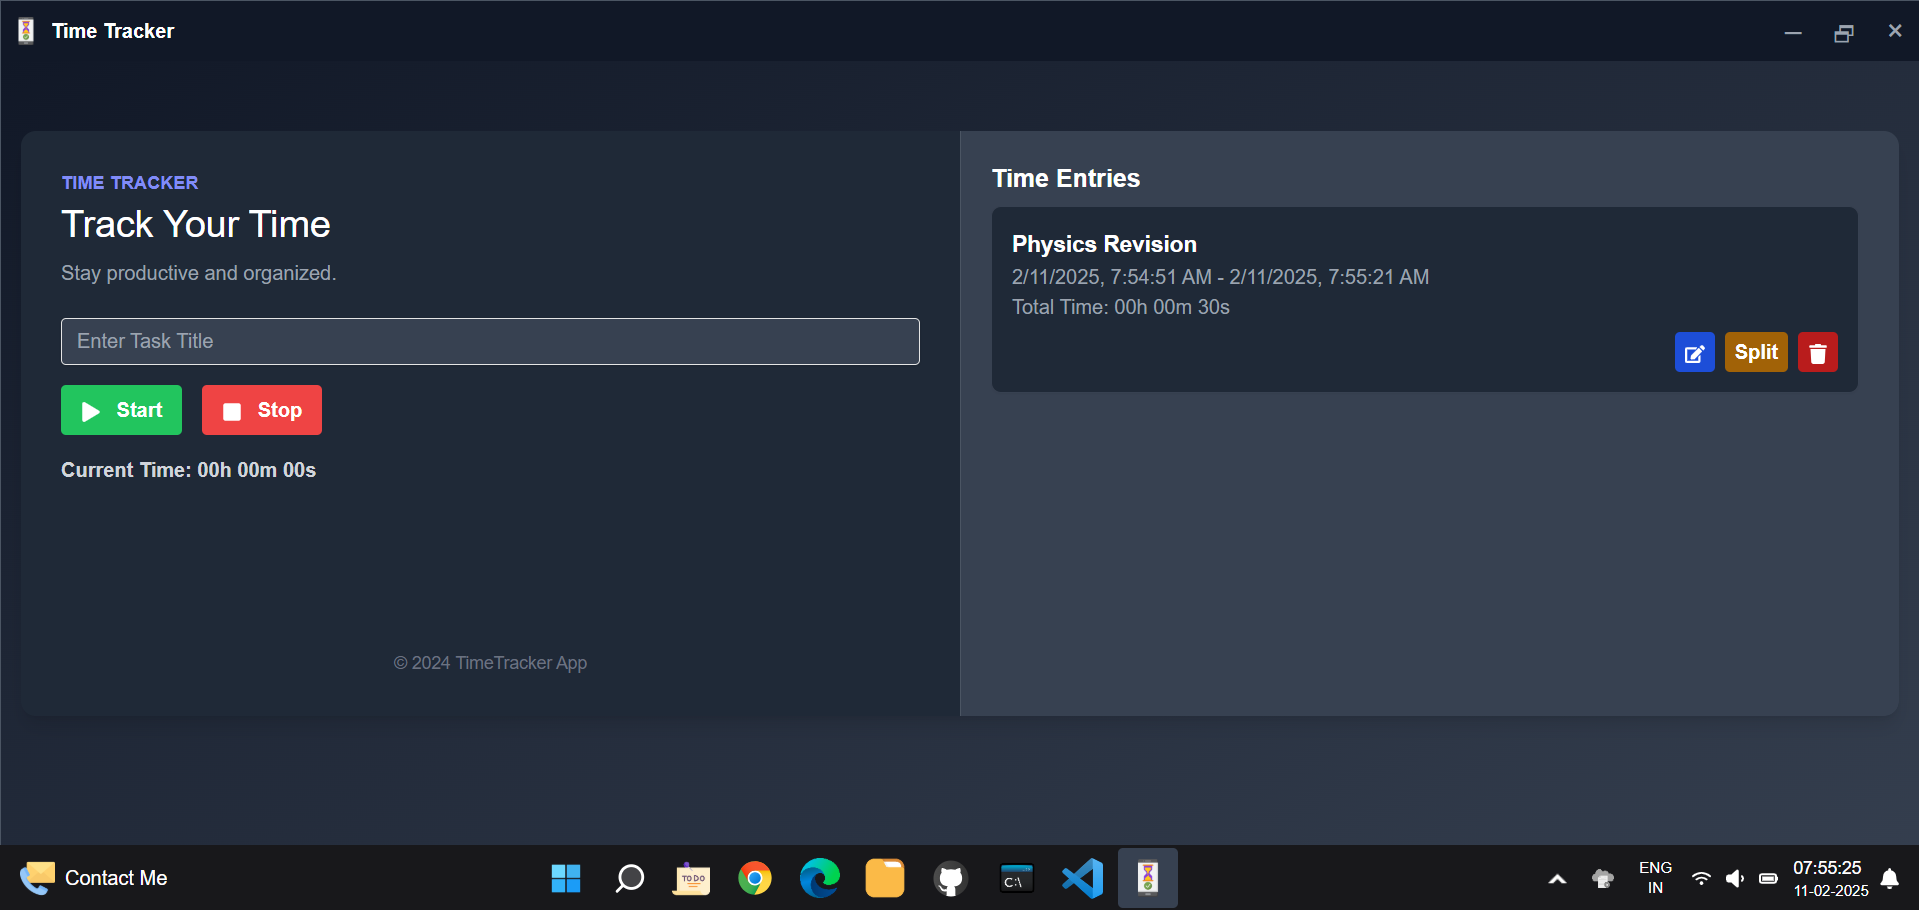 Time Tracker
TIME TRACKER
Track Your Time
Stay productive and organized.
Enter Task Title
Start
Stop
Current Time: 00h 00m 00s
© 2024 TimeTracker App
Time Entries
Physics Revision
2/11/2025, 7:54:51 AM - 2/11/2025, 7:55:21 AM
Total Time: 00h 00m 30s
Split
Contact Me
TO DO
C:\
ENG
IN
07:55:25
11-02-2025